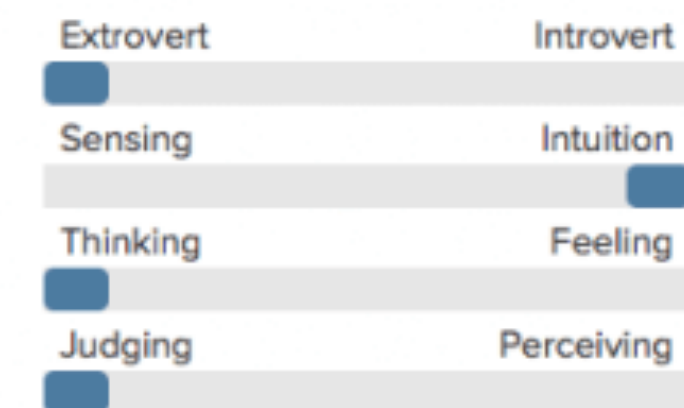 Extrovert Introvert
Sensing Intuition
Thinking Feeling
Judging Perceiving